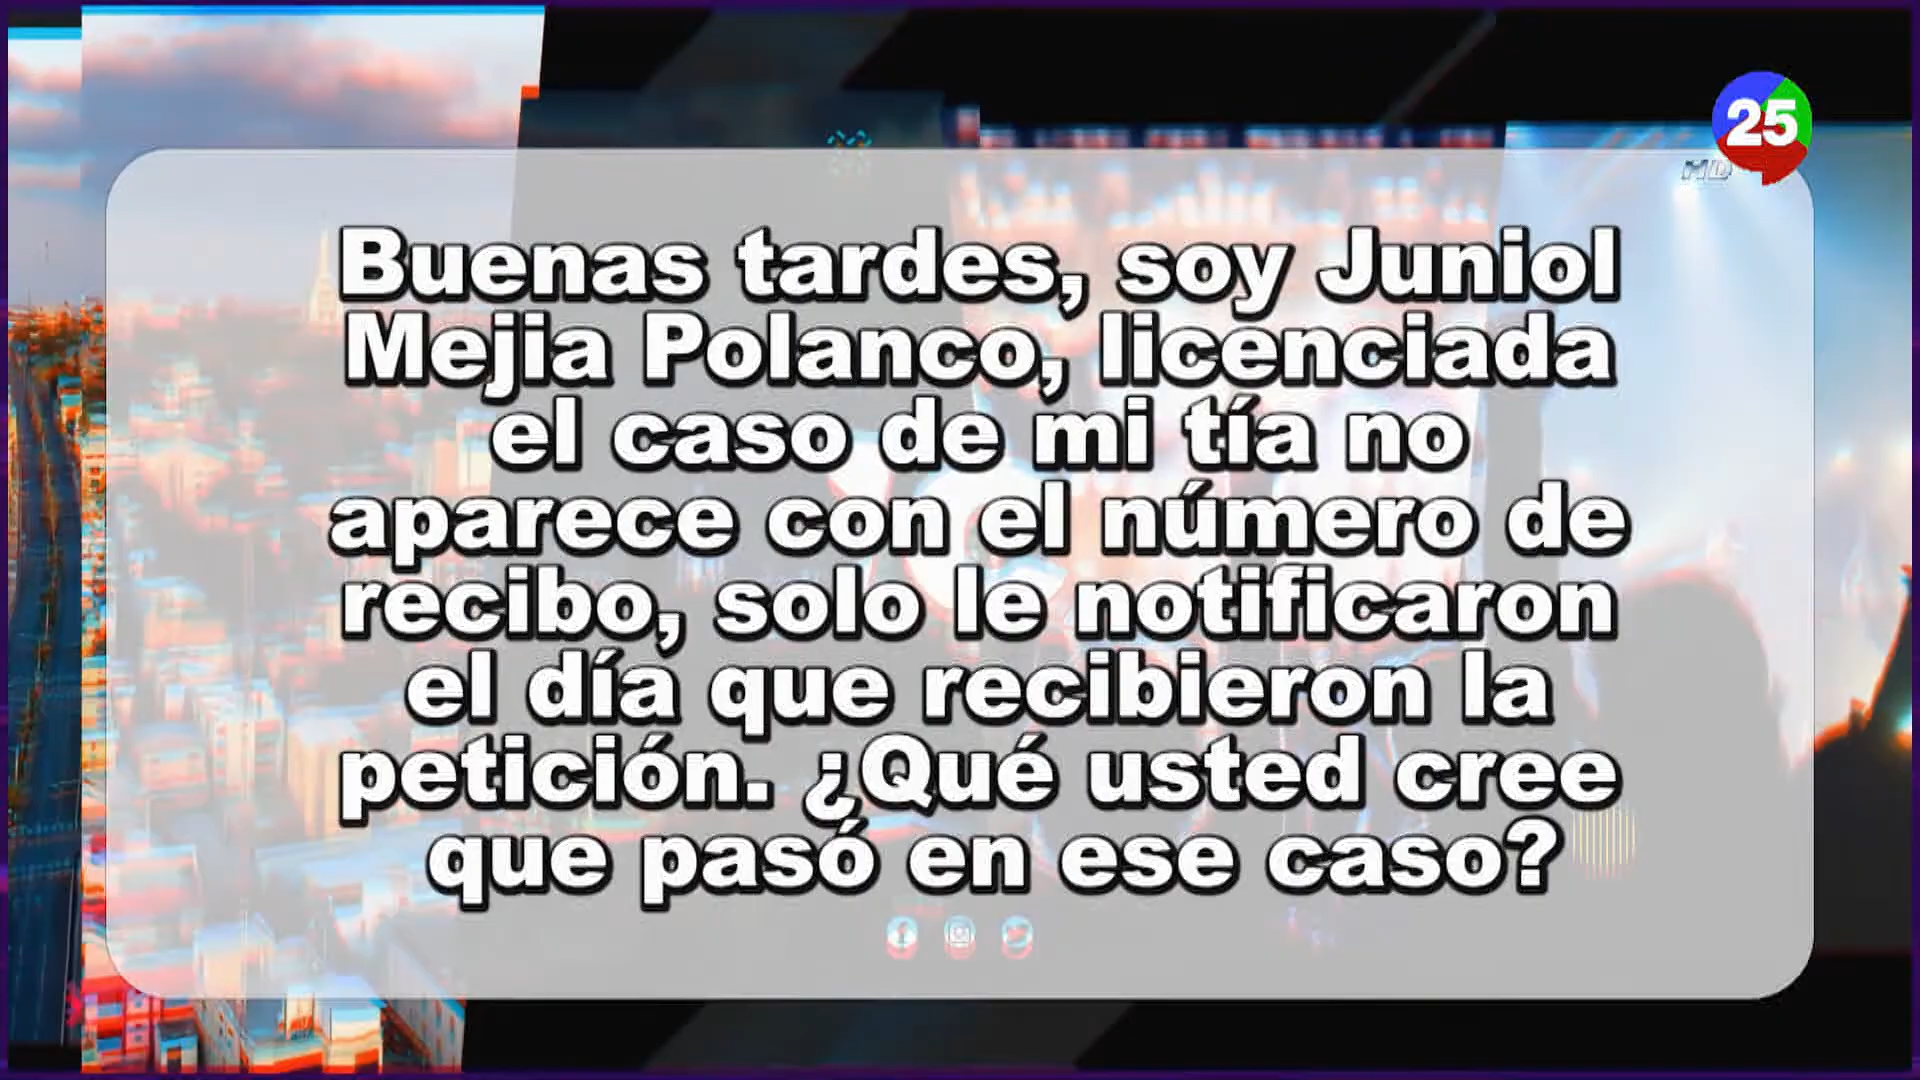 25
HD
Buenas tardes, soy Juniol
Mejia Polanco, licenciada
el caso de mi tía no
aparece con el número de
recibo, solo le notificaron
el día que recibieron la
petición. ¿Qué usted cree
que pasó en ese caso?